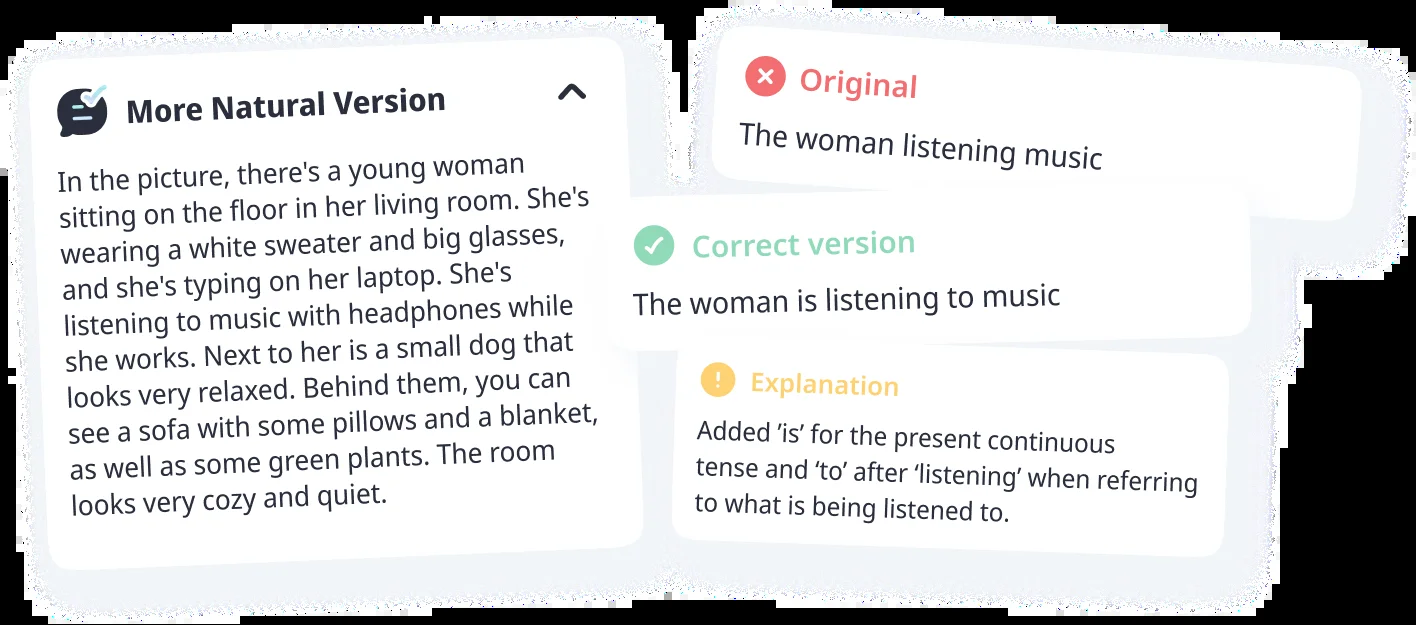 More Natural Version
In the picture, there's a young woman
sitting on the floor in her living room. She's
wearing a white sweater and big glasses,
and she's typing on her laptop. She's
listening to music with headphones while
she works. Next to her is a small dog that
looks very relaxed. Behind them, you can
see a sofa with some pillows and a blanket,
as well as some green plants. The room
looks very cozy and quiet.
Original
The woman listening music
Correct version
The woman is listening to music
Explanation
Added ’is’ for the present continuous
tense and ‘to’ after ‘listening’ when referring
to what is being listened to.